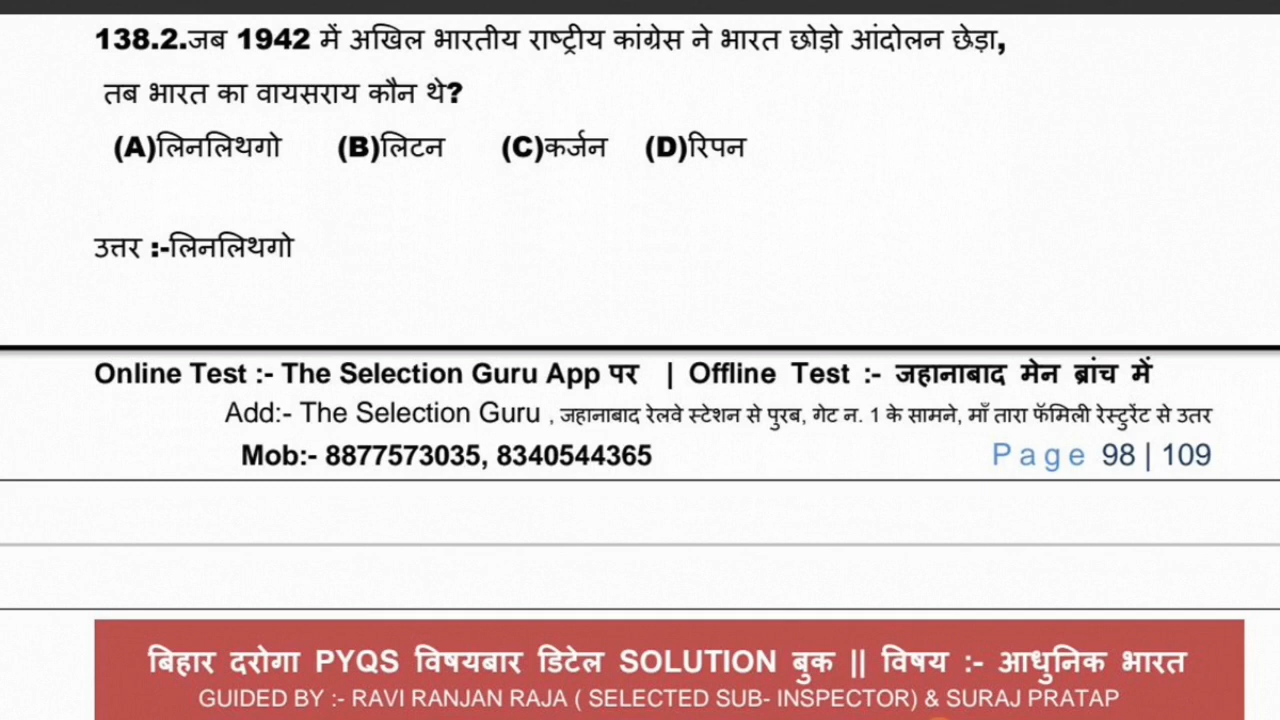 138.2.जब 1942 में अखिल भारतीय राष्ट्रीय कांग्रेस ने भारत छोड़ो आंदोलन छेड़ा,
तब भारत का वायसराय कौन थे?
(A)लिनलिथगो (B)लिटन (C)कर्जन (D)रिपन
उत्तर :-लिनलिथगो
Online Test :- The Selection Guru App पर | Offline Test :- जहानाबाद मेन ब्रांच में
Add:- The Selection Guru , जहानाबाद रेलवे स्टेशन से पुरब, गेट न. 1 के सामने, माँ तारा फॅमिली रेस्टुरेंट से उतर
Mob:- 8877573035, 8340544365 Page 98 | 109
बिहार दरोगा PYQS विषयबार डिटेल SOLUTION बुक || विषय :- आधुनिक भारत
GUIDED BY :- RAVI RANJAN RAJA ( SELECTED SUB- INSPECTOR) & SURAJ PRATAP